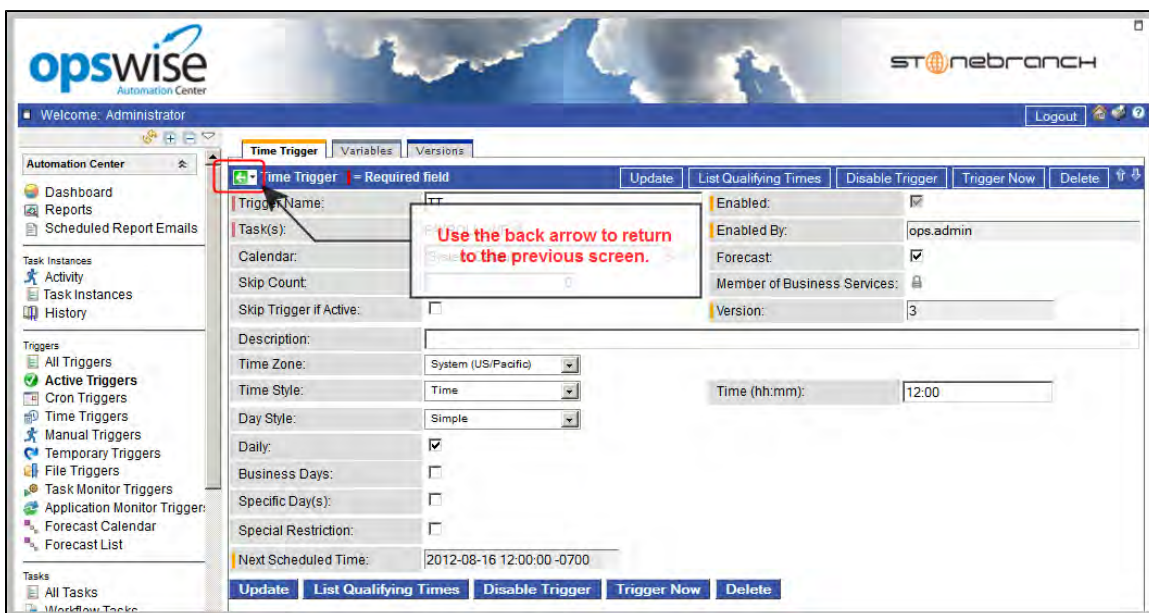 opswise
Automation Center
STONEBRANCH
Welcome: Administrator
Logout
Automation Center
Dashboard
Reports
Scheduled Report Emails
Task Instances
Activity
Task Instances
History
Triggers
All Triggers
Active Triggers
Cron Triggers
Time Triggers
Manual Triggers
Temporary Triggers
File Triggers
Task Monitor Triggers
Application Monitor Triggers
Forecast Calendar
Forecast List
Tasks
All Tasks
Workflow Tasks
Time Trigger Variables Versions
Time Trigger = Required field Update List Qualifying Times Disable Trigger Trigger Now Delete
Trigger Name: TT Enabled:
Task(s): Enabled By: ops.admin
Use the back arrow to return
to the previous screen.
Calendar: Forecast:
Skip Count: 0 Member of Business Services:
Skip Trigger if Active: Version: 3
Description:
Time Zone: System (US/Pacific)
Time Style: Time Time (hh:mm): 12:00
Day Style: Simple
Daily:
Business Days:
Specific Day(s):
Special Restriction:
Next Scheduled Time: 2012-08-16 12:00:00 -0700
Update List Qualifying Times Disable Trigger Trigger Now Delete